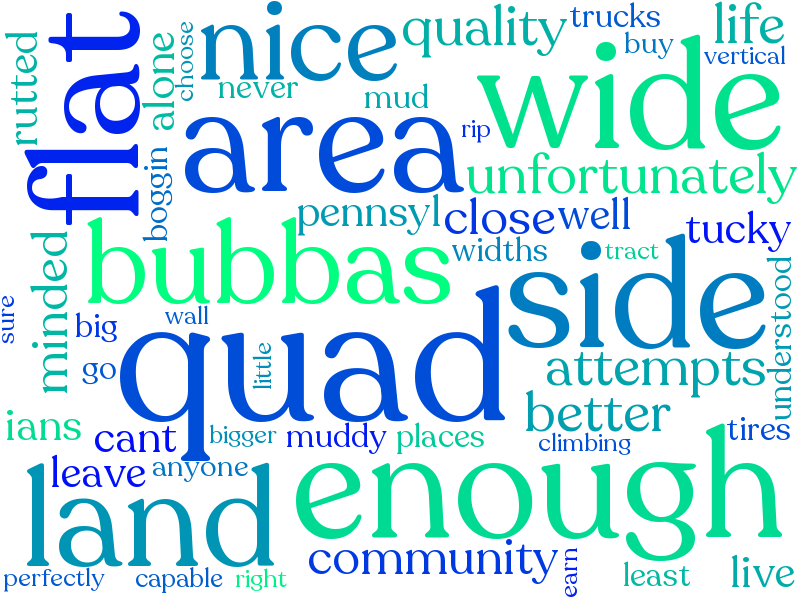 flat
rutted
alone
choose
nice
quality
trucks
buy
life
vertical
never
mud
area
rip
wide
unfortunately
boggin
pennsyl
close
well
tucky
minded
bubbas
widths
side
tract
understood
sure
big
wall
go
quad
little
attempts
better
ians
cant
bigger
muddy
places
climbing
tires
leave
anyone
land
enough
community
earn
perfectly
capable
right
least
live